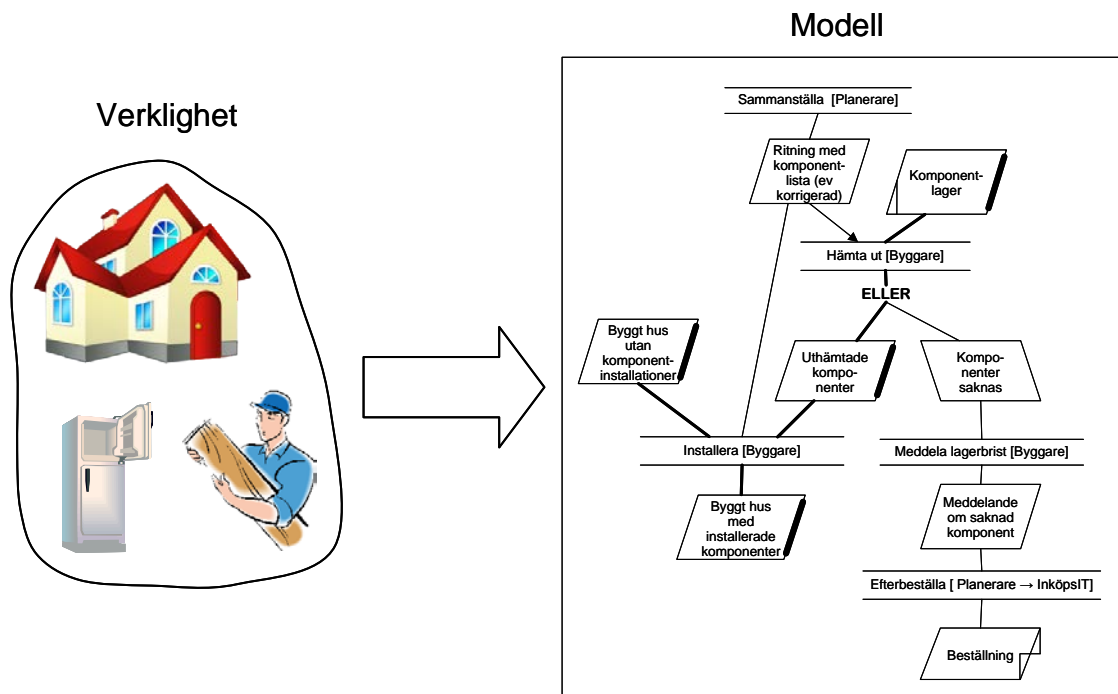 Modell
Verklighet
Sammanställa [Planerare]
Ritning med
komponent-
lista (ev
korrigerad)
Komponent-
lager
Hämta ut [Byggare]
ELLER
Byggt hus
utan
komponent-
installationer
Uthämtade
kompo-
nenter
Kompo-
nenter
saknas
Installera [Byggare]
Meddela lagerbrist [Byggare]
Byggt hus
med
installerade
komponenter
Meddelande
om saknad
komponent
Efterbeställa [ Planerare → InköpsIT]
Beställning